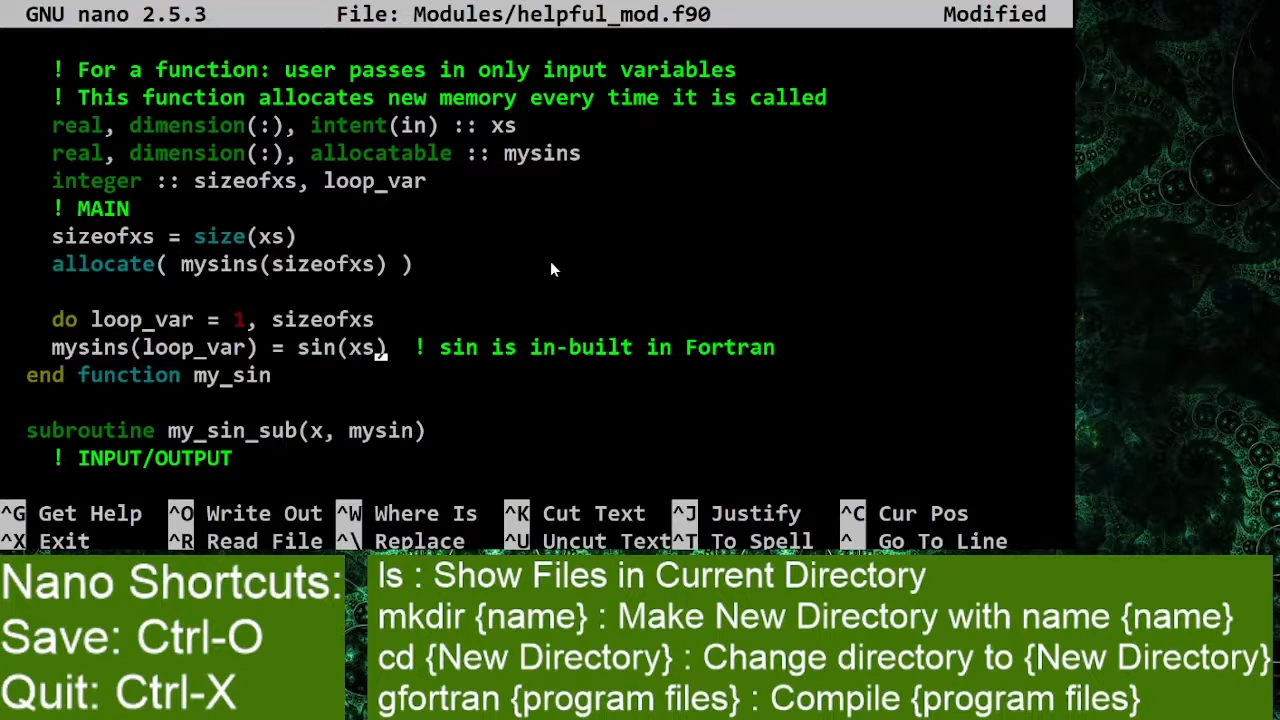 GNU nano 2.5.3 File: Modules/helpful_mod.f90 Modified
! For a function: user passes in only input variables
! This function allocates new memory every time it is called
real, dimension(:), intent(in) :: xs
real, dimension(:), allocatable :: mysins
integer :: sizeofxs, loop_var
! MAIN
sizeofxs = size(xs)
allocate( mysins(sizeofxs) )
do loop_var = 1, sizeofxs
mysins(loop_var) = sin(xs) ! sin is in-built in Fortran
end function my_sin
subroutine my_sin_sub(x, mysin)
! INPUT/OUTPUT
^G Get Help ^O Write Out ^W Where Is ^K Cut Text ^J Justify ^C Cur Pos
^X Exit ^R Read File ^\ Replace ^U Uncut Text ^T To Spell ^_ Go To Line
Nano Shortcuts:
Save: Ctrl-O
Quit: Ctrl-X
ls : Show Files in Current Directory
mkdir {name} : Make New Directory with name {name}
cd {New Directory} : Change directory to {New Directory}
gfortran {program files} : Compile {program files}